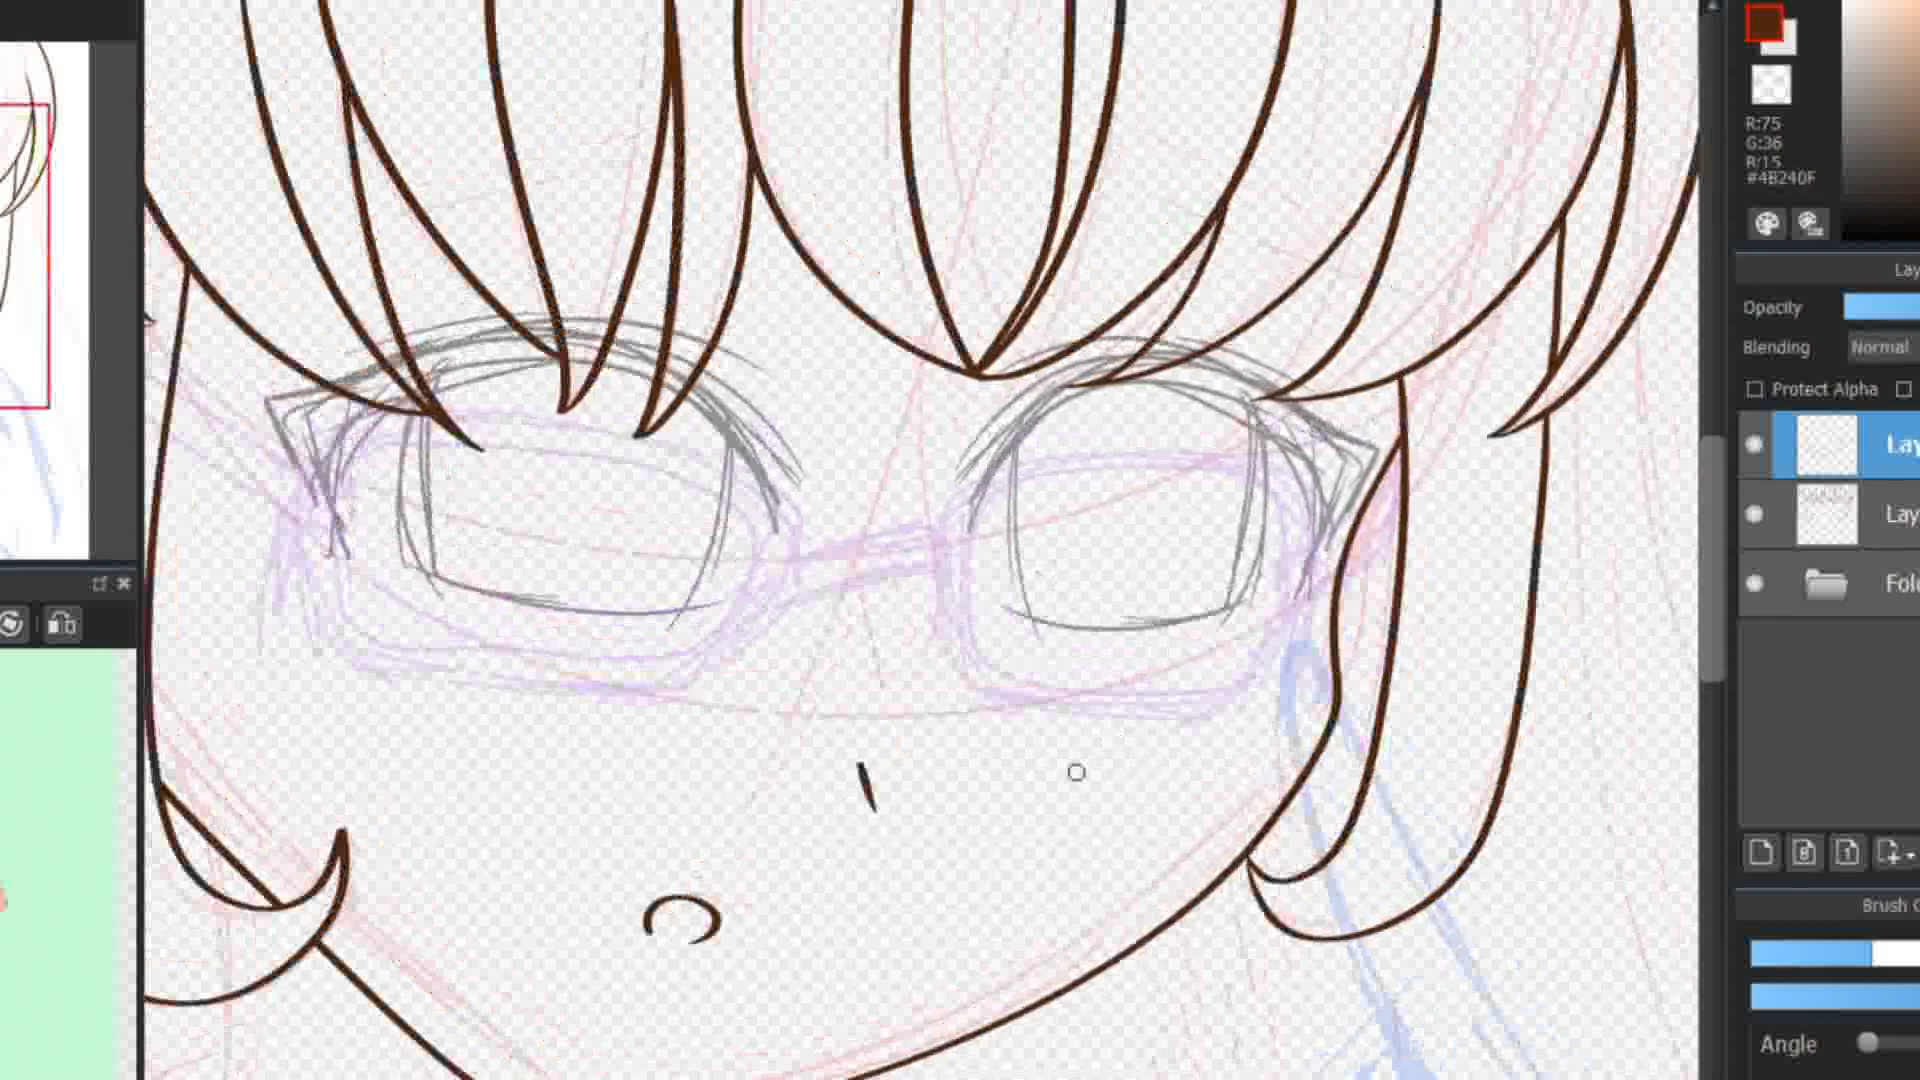 R:75
G:36
B:15
#4B240F
Lay
Opacity
Blending
Normal
Protect Alpha
Lay
Lay
Fol
Brush
Angle